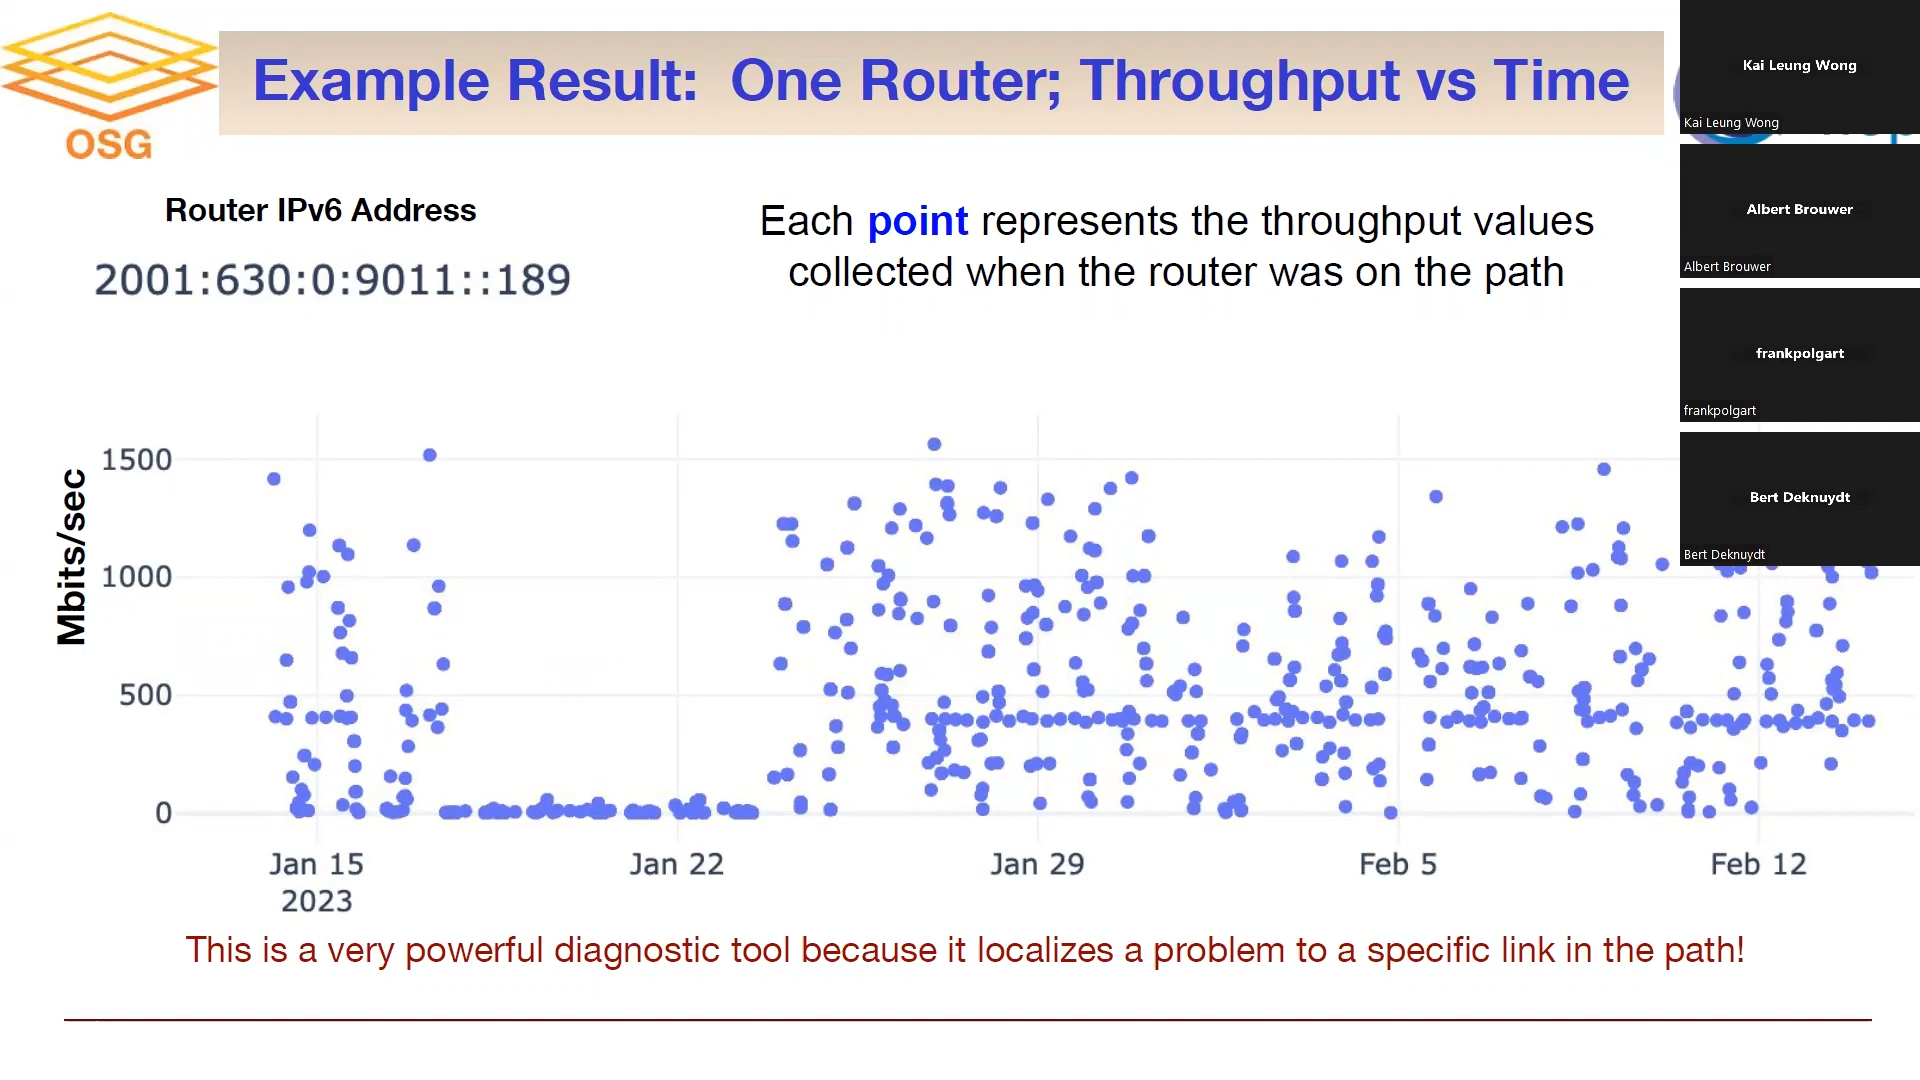 OSG
Example Result: One Router; Throughput vs Time
Kai Leung Wong
Kai Leung Wong
Router IPv6 Address
2001:630:0:9011::189
Each point represents the throughput values
collected when the router was on the path
Albert Brouwer
Albert Brouwer
frankpolgart
frankpolgart
Bert Deknuydt
Bert Deknuydt
Mbits/sec
1500
1000
500
0
Jan 15
2023
Jan 22
Jan 29
Feb 5
Feb 12
This is a very powerful diagnostic tool because it localizes a problem to a specific link in the path!